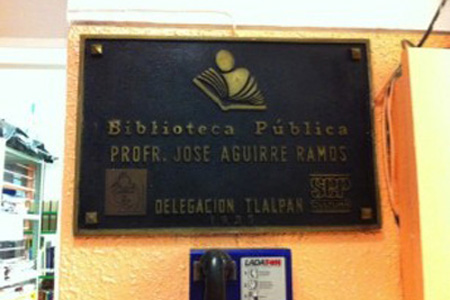 Biblioteca Pública
PROFR. JOSE AGUIRRE RAMOS
DELEGACION TLALPAN
LADATEL